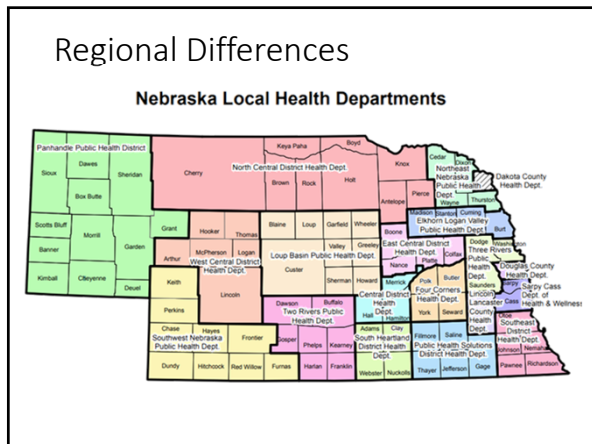 Regional Differences
Nebraska Local Health Departments
Panhandle Public Health District
Sioux
Dawes
Sheridan
Box Butte
Scotts Bluff
Morrill
Garden
Grant
Banner
Kimball
Cheyenne
Deuel
Cherry
Keya Paha
Boyd
North Central District Health Dept.
Brown
Rock
Holt
Knox
Antelope
Pierce
Cedar
Dixon
Northeast
Nebraska
Public Health
Dept.
Wayne
Thurston
Dakota County
Health Dept.
Madison
Stanton
Cuming
Elkhorn Logan Valley
Public Health Dept.
Burt
Hooker
Thomas
Arthur
McPherson
Logan
West Central District
Health Dept.
Lincoln
Blaine
Loup
Garfield
Wheeler
Valley
Greeley
Loup Basin Public Health Dept.
Custer
Sherman
Howard
Boone
East Central District
Health Dept.
Nance
Platte
Colfax
Dodge
Washington
Three Rivers
Public
Health
Dept.
Saunders
Douglas County
Health Dept.
Sarpy
Cass
Sarpy Cass
Dept. of
Health & Wellness
Lincoln
Lancaster
County
Health
Dept.
Merrick
Central District
Health
Dept.
Hall
Hamilton
Polk
Butler
Four Corners
Health Dept.
York
Seward
Keith
Perkins
Chase
Hayes
Frontier
Southwest Nebraska
Public Health Dept.
Dundy
Hitchcock
Red Willow
Furnas
Dawson
Buffalo
Two Rivers Public
Health Dept.
Gosper
Phelps
Kearney
Harlan
Franklin
Adams
Clay
South Heartland
District Health
Dept.
Webster
Nuckolls
Fillmore
Saline
Public Health Solutions
District Health Dept.
Thayer
Jefferson
Gage
Otoe
Southeast
District
Health Dept.
Johnson
Nemaha
Pawnee
Richardson